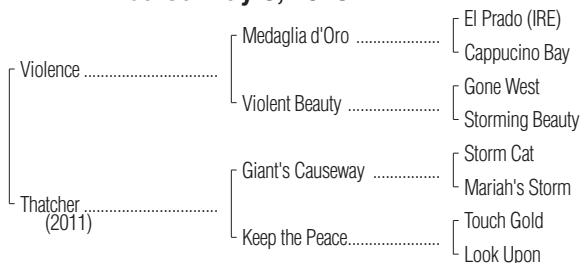 El Prado (IRE)
Medaglia d'Oro ....................
Cappucino Bay
Violence ................................
Gone West
Violent Beauty ......................
Storming Beauty
Storm Cat
Giant's Causeway ................
Mariah's Storm
Thatcher ................................
(2011)
Touch Gold
Keep the Peace......................
Look Upon